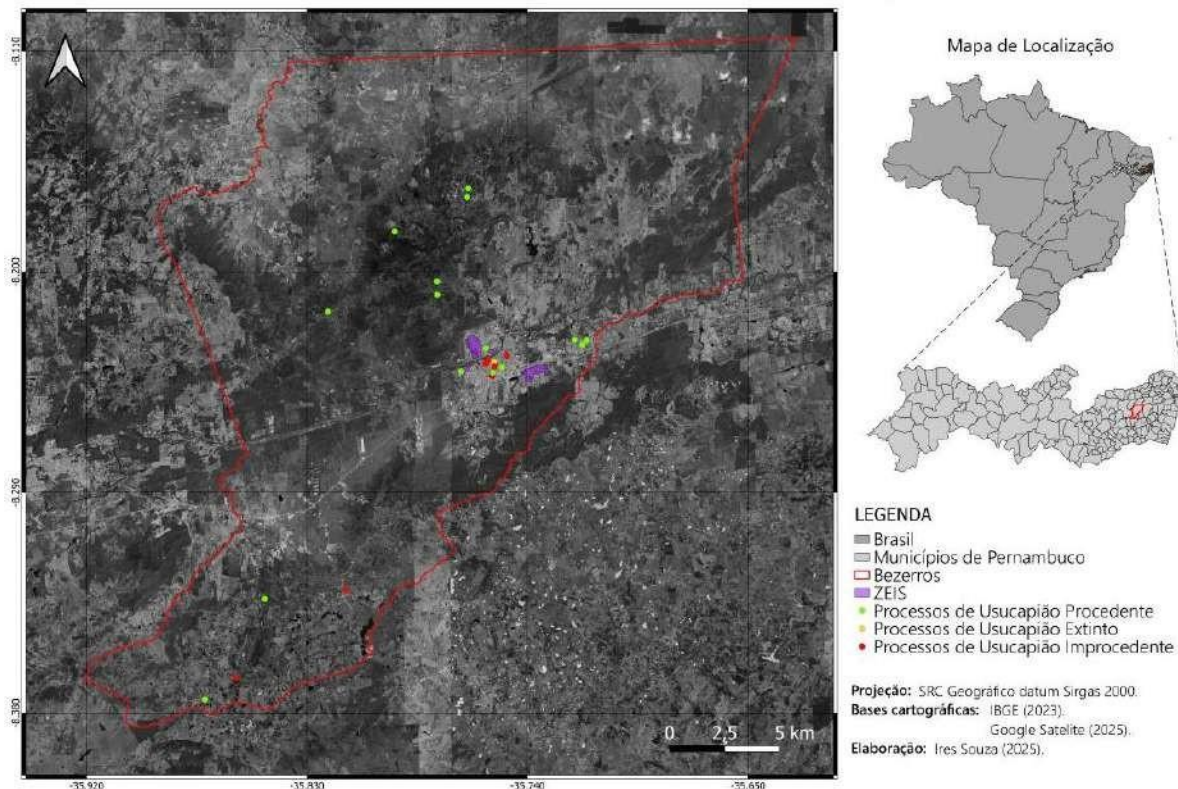 Mapa de Localização
-8.110
-8.200
-8.290
-8.380
-35.920
-35.830
-35.740
-35.650
0 2,5 5 km
LEGENDA
Brasil
Municípios de Pernambuco
Bezerros
ZEIS
Processos de Usucapião Procedente
Processos de Usucapião Extinto
Processos de Usucapião Improcedente
Projeção: SRC Geográfico datum Sirgas 2000.
Bases cartográficas: IBGE (2023).
Google Satelite (2025).
Elaboração: Ires Souza (2025).